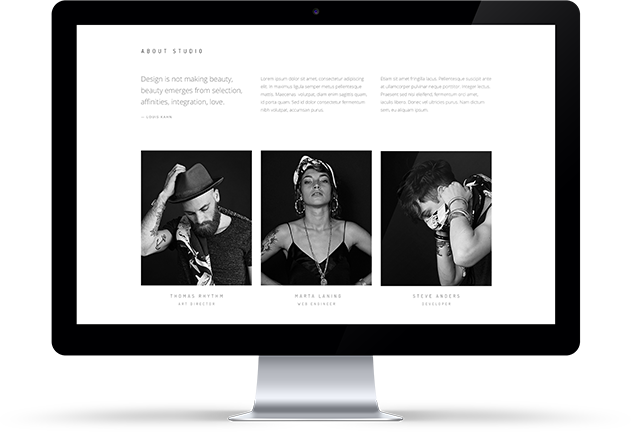 ABOUT STUDIO
Design is not making beauty,
beauty emerges from selection,
affinities, integration, love.
— LOUIS KAHN
Lorem ipsum dolor sit amet, consectetur adipiscing
elit. In maximus ligula semper metus pellentesque
mattis. Maecenas volutpat, diam enim sagittis quam,
id porta quam. Sed id dolor consectetur fermentum
nibh volutpat, accumsan purus.
Etiam sit amet fringilla lacus. Pellentesque suscipit ante
at ullamcorper pulvinar neque porttitor. Integer lectus.
Praesent sed nisi eleifend, fermentum orci amet,
iaculis libero. Donec vel ultricies purus. Nam dictum
sem, eu aliquam ipsum.
THOMAS RHYTHM
ART DIRECTOR
MARTA LANING
WEB ENGINEER
STEVE ANDERS
DEVELOPER